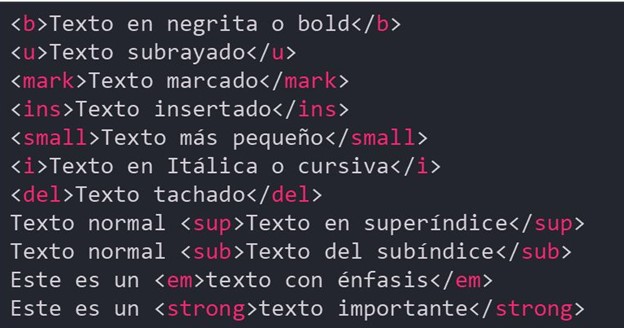 <b>Texto en negrita o bold</b>
<u>Texto subrayado</u>
<mark>Texto marcado</mark>
<ins>Texto insertado</ins>
<small>Texto más pequeño</small>
<i>Texto en Itálica o cursiva</i>
<del>Texto tachado</del>
Texto normal <sup>Texto en superíndice</sup>
Texto normal <sub>Texto del subíndice</sub>
Este es un <em>texto con énfasis</em>
Este es un <strong>texto importante</strong>